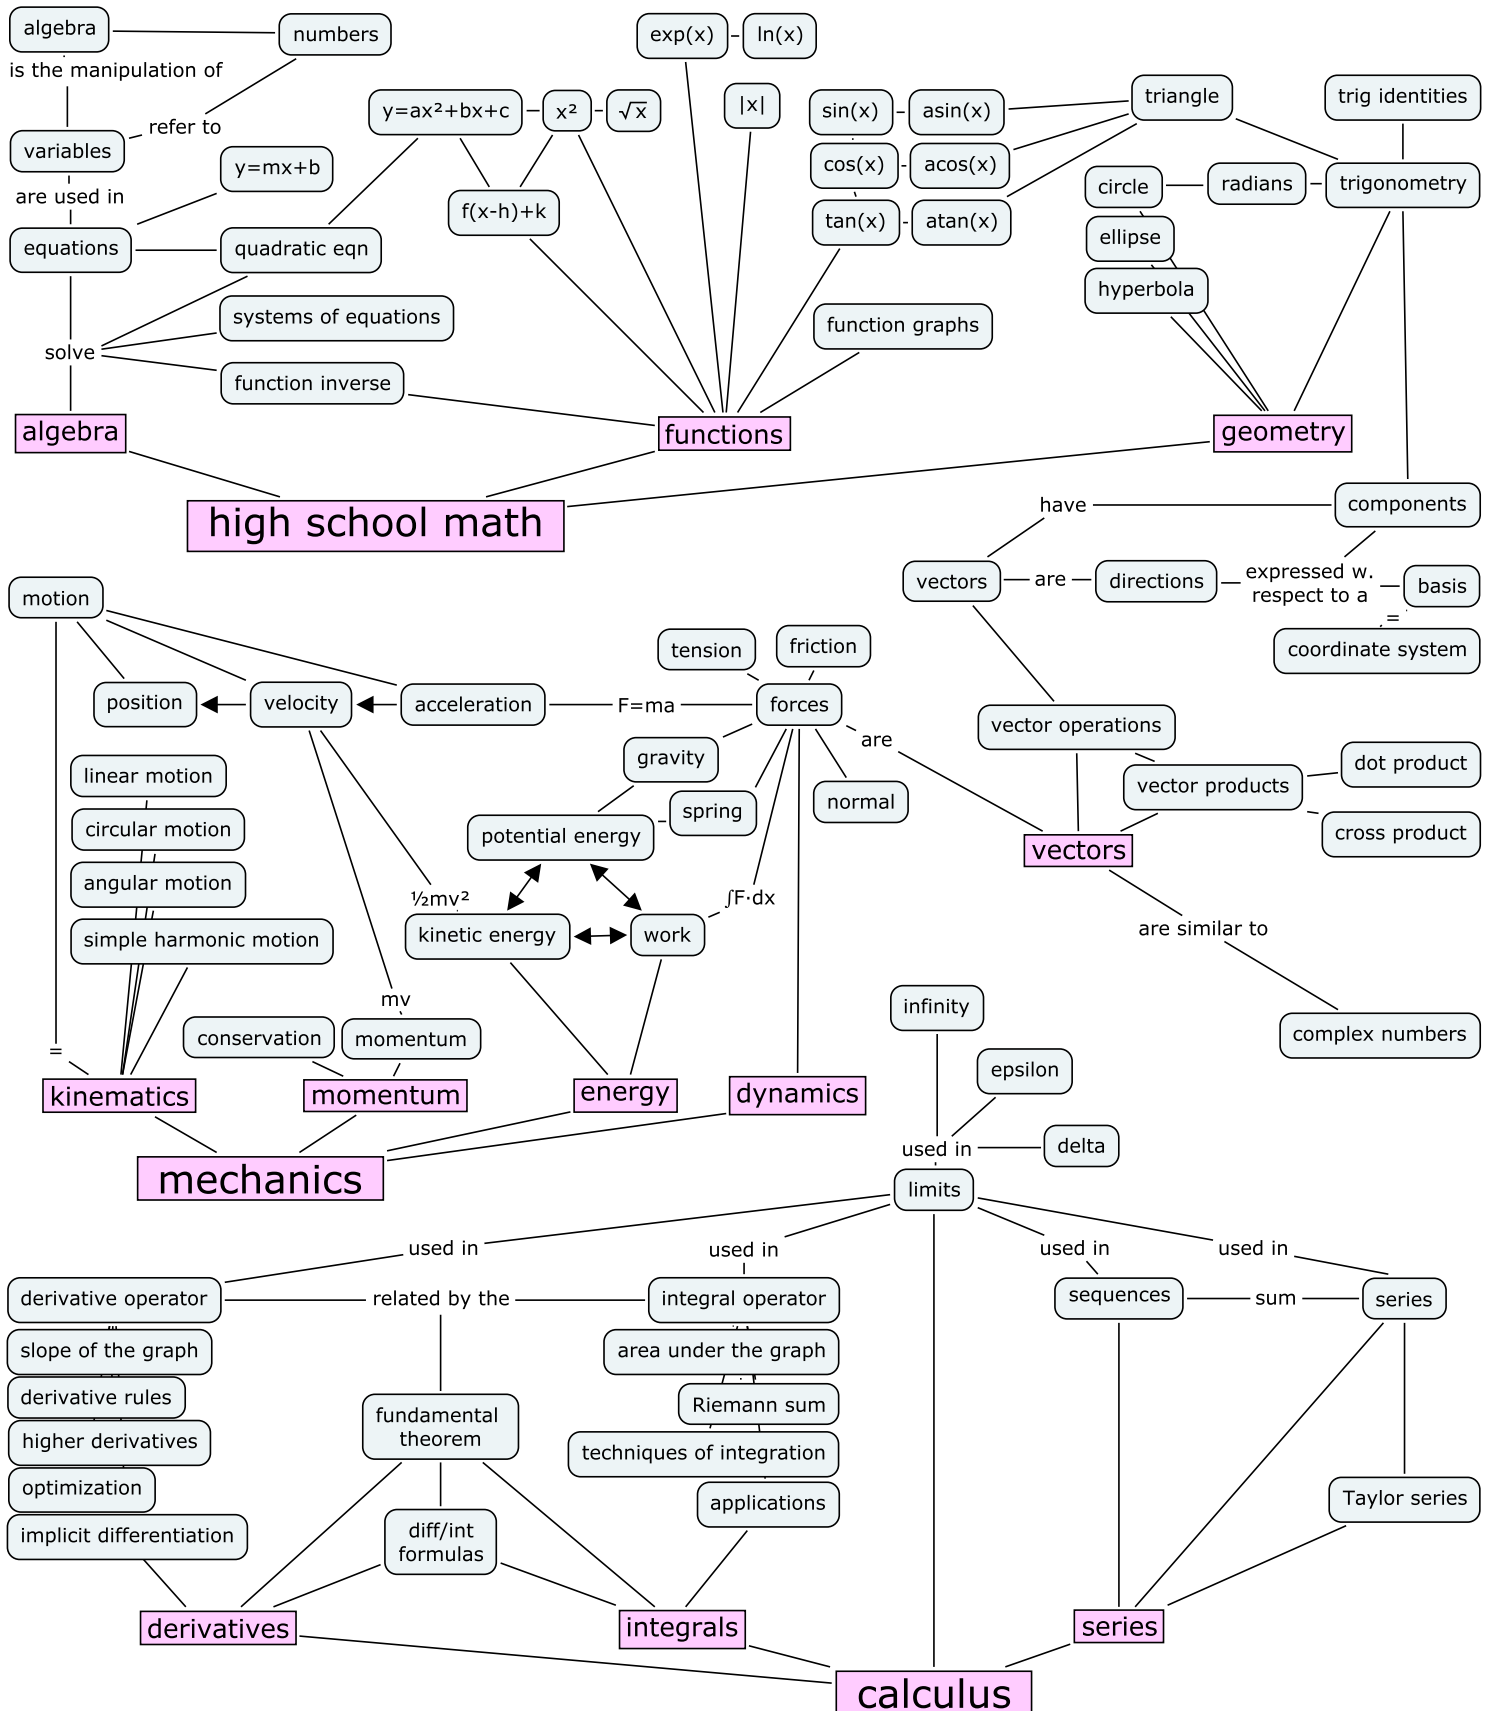 algebra
numbers
is the manipulation of
refer to
variables
are used in
y=mx+b
equations
quadratic eqn
systems of equations
solve
function inverse
algebra
exp(x)
ln(x)
y=ax²+bx+c
x²
√x
|x|
f(x-h)+k
sin(x)
asin(x)
cos(x)
acos(x)
tan(x)
atan(x)
function graphs
functions
triangle
trig identities
circle
radians
trigonometry
ellipse
hyperbola
geometry
high school math
have
components
vectors
are
directions
expressed w.
respect to a
basis
=
coordinate system
vector operations
vector products
dot product
cross product
vectors
are similar to
complex numbers
motion
tension
friction
position
velocity
acceleration
F=ma
forces
are
gravity
linear motion
spring
normal
circular motion
potential energy
angular motion
½mv²
∫F·dx
simple harmonic motion
kinetic energy
work
mv
conservation
momentum
=
kinematics
momentum
energy
dynamics
mechanics
infinity
epsilon
used in
delta
limits
used in
used in
used in
used in
derivative operator
related by the
integral operator
sequences
sum
series
slope of the graph
area under the graph
derivative rules
Riemann sum
fundamental
theorem
higher derivatives
techniques of integration
optimization
applications
Taylor series
implicit differentiation
diff/int
formulas
derivatives
integrals
series
calculus